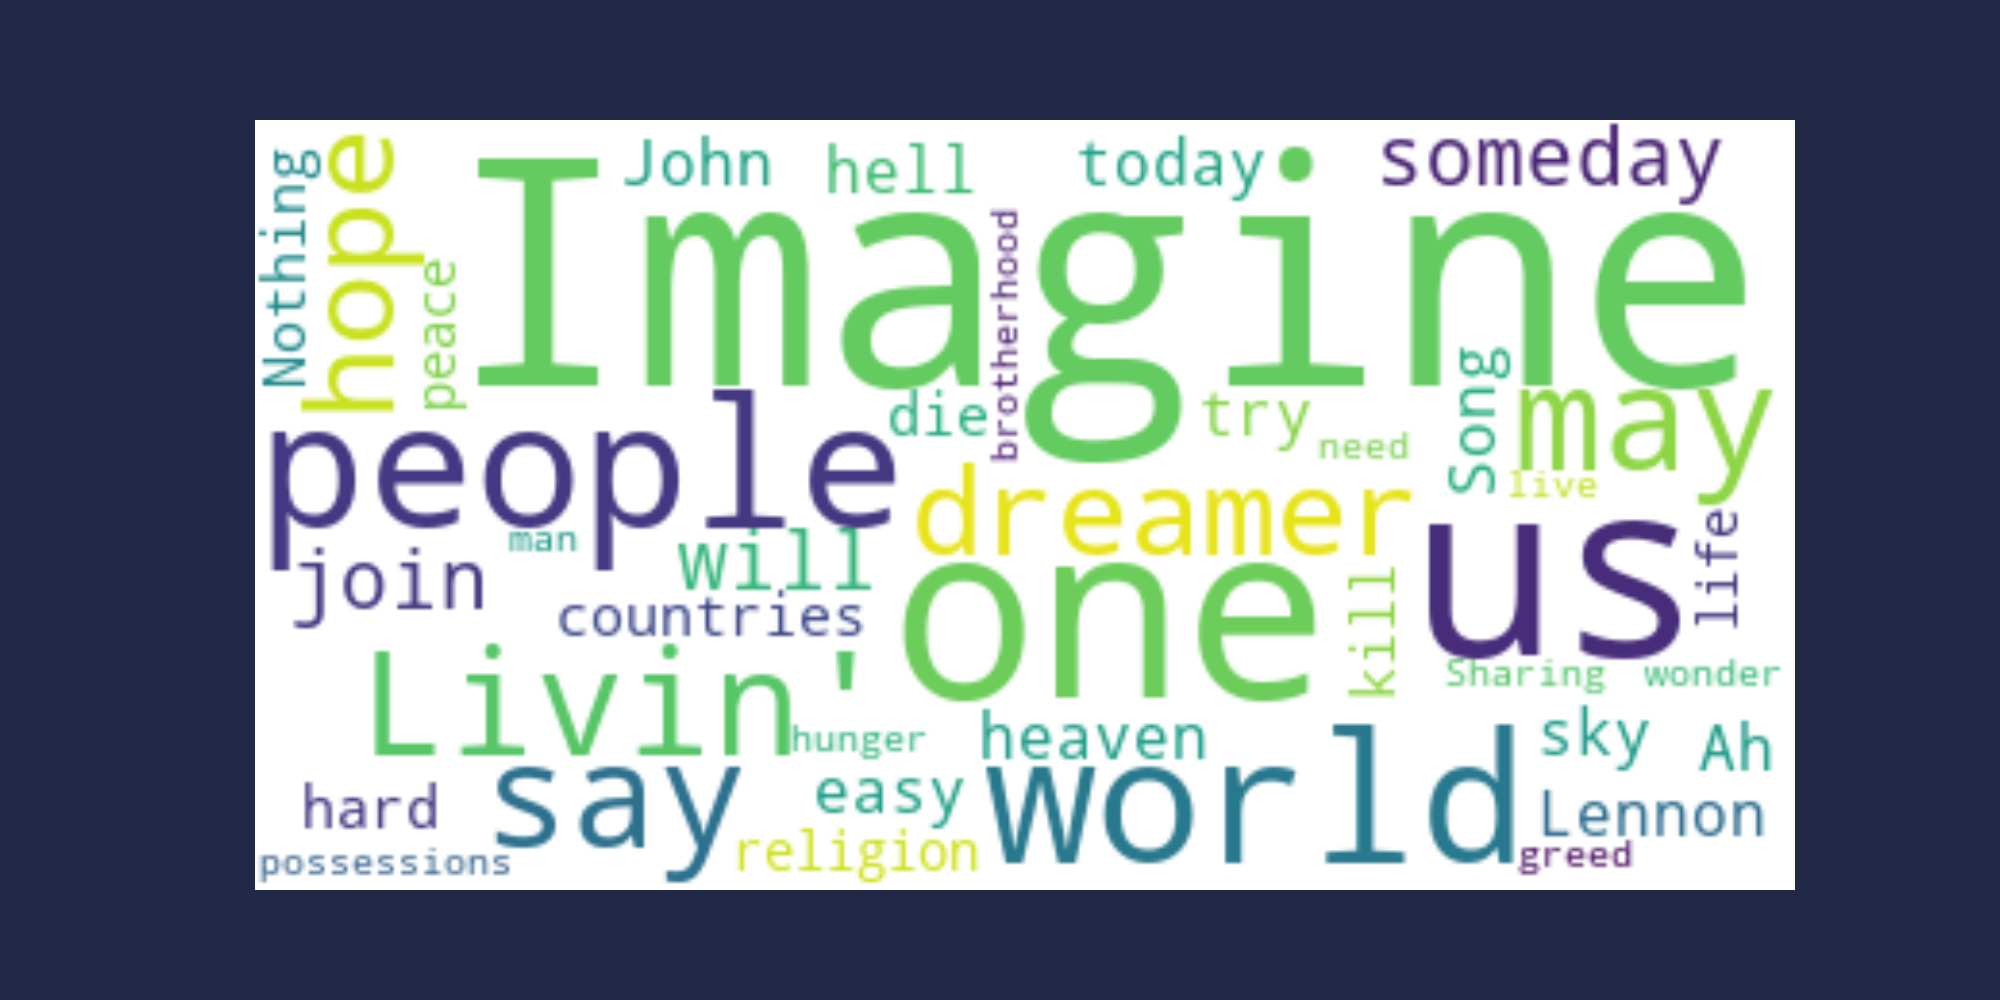 Nothing
hope
peace
Imagine
John
hell
today
someday
brotherhood
people
die
try
need
Song
may
live
dreamer
us
life
man
join
will
countries
one
kill
Sharing
wonder
Livin'
hunger
heaven
sky
Ah
hard
say
easy
world
Lennon
religion
greed
possessions